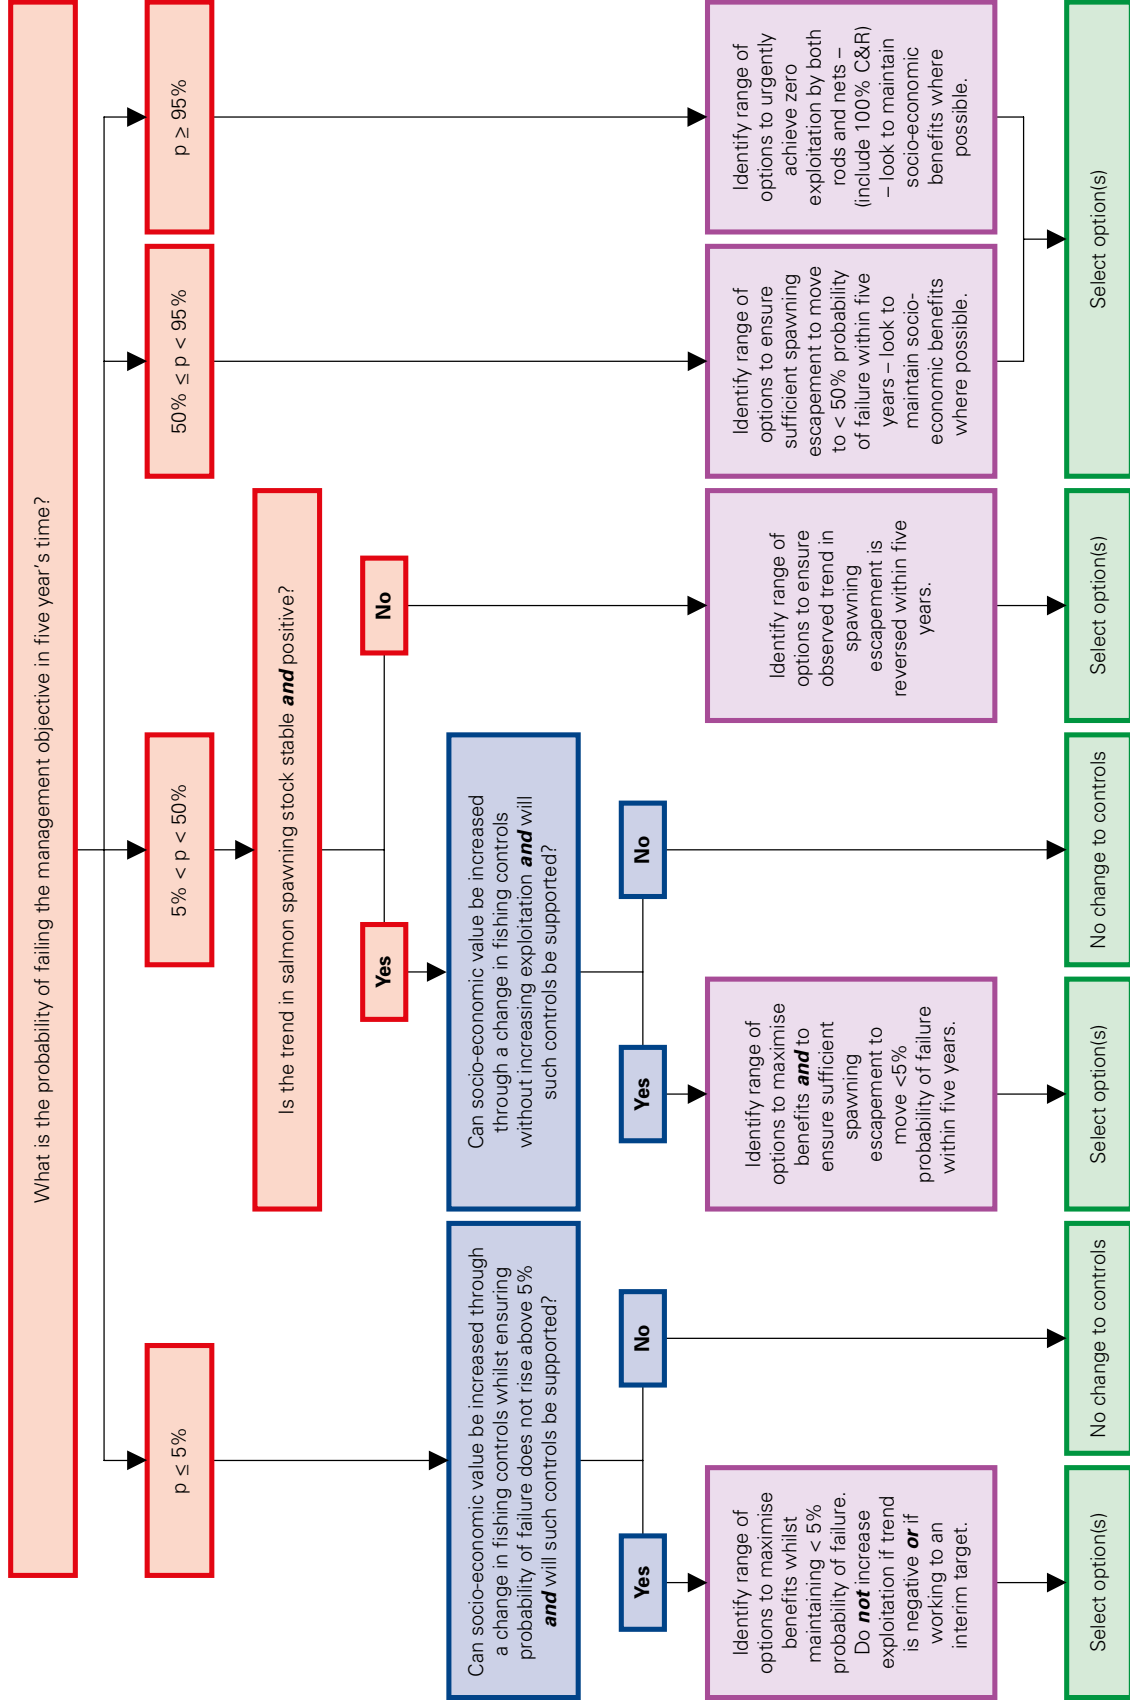 What is the probability of failing the management objective in five year's time?
p ≤ 5%
5% < p < 50%
50% ≤ p < 95%
p ≥ 95%
Is the trend in salmon spawning stock stable and positive?
Yes
No
Can socio-economic value be increased through
a change in fishing controls whilst ensuring
probability of failure does not rise above 5%
and will such controls be supported?
Can socio-economic value be increased
through a change in fishing controls
without increasing exploitation and will
such controls be supported?
Yes
No
Yes
No
Identify range of
options to maximise
benefits whilst
maintaining < 5%
probability of failure.
Do not increase
exploitation if trend
is negative or if
working to an
interim target.
Identify range of
options to maximise
benefits and to
ensure sufficient
spawning
escapement to
move <5%
probability of failure
within five years.
Identify range of
options to ensure
observed trend in
spawning
escapement is
reversed within five
years.
Identify range of
options to ensure
sufficient spawning
escapement to move
to < 50% probability
of failure within five
years – look to
maintain socio-
economic benefits
where possible.
Identify range of
options to urgently
achieve zero
exploitation by both
rods and nets –
(include 100% C&R)
– look to maintain
socio-economic
benefits where
possible.
Select option(s)
No change to controls
Select option(s)
No change to controls
Select option(s)
Select option(s)